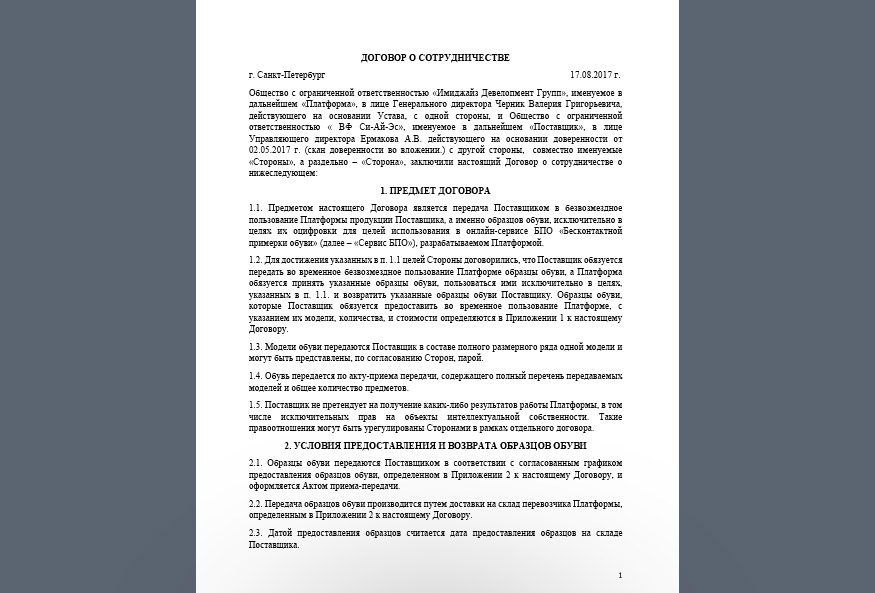 ДОГОВОР О СОТРУДНИЧЕСТВЕ
г. Санкт-Петербург 17.08.2017 г.
Общество с ограниченной ответственностью «Имиджайз Девелопмент Групп», именуемое в
дальнейшем «Платформа», в лице Генерального директора Черник Валерия Григорьевича,
действующего на основании Устава, с одной стороны, и Общество с ограниченной
ответственностью « ВФ Си-Ай-Эс», именуемое в дальнейшем «Поставщик», в лице
Управляющего директора Ермакова А.В. действующего на основании доверенности от
02.05.2017 г. (скан доверенности во вложении.) с другой стороны, совместно именуемые
«Стороны», а раздельно – «Сторона», заключили настоящий Договор о сотрудничестве о
нижеследующем:
1. ПРЕДМЕТ ДОГОВОРА
1.1. Предметом настоящего Договора является передача Поставщиком в безвозмездное
пользование Платформы продукции Поставщика, а именно образцов обуви, исключительно в
целях их оцифровки для целей использования в онлайн-сервисе БПО «Бесконтактной
примерки обуви» (далее – «Сервис БПО»), разрабатываемом Платформой.
1.2. Для достижения указанных в п. 1.1 целей Стороны договорились, что Поставщик обязуется
передать во временное безвозмездное пользование Платформе образцы обуви, а Платформа
обязуется принять указанные образцы обуви, пользоваться ими исключительно в целях,
указанных в п. 1.1. и возвратить указанные образцы обуви Поставщику. Образцы обуви,
которые Поставщик обязуется предоставить во временное пользование Платформе, с
указанием их модели, количества, и стоимости определяются в Приложении 1 к настоящему
Договору.
1.3. Модели обуви передаются Поставщик в составе полного размерного ряда одной модели и
могут быть представлены, по согласованию Сторон, парой.
1.4. Обувь передается по акту-приема передачи, содержащего полный перечень передаваемых
моделей и общее количество предметов.
1.5. Поставщик не претендует на получение каких-либо результатов работы Платформы, в том
числе исключительных прав на объекты интеллектуальной собственности. Такие
правоотношения могут быть урегулированы Сторонами в рамках отдельного договора.
2. УСЛОВИЯ ПРЕДОСТАВЛЕНИЯ И ВОЗВРАТА ОБРАЗЦОВ ОБУВИ
2.1. Образцы обуви передаются Поставщиком в соответствии с согласованным графиком
предоставления образцов обуви, определенном в Приложении 2 к настоящему Договору, и
оформляется Актом приема-передачи.
2.2. Передача образцов обуви производится путем доставки на склад перевозчика Платформы,
определенным в Приложении 2 к настоящему Договору.
2.3. Датой предоставления образцов считается дата предоставления образцов на складе
Поставщика.
1